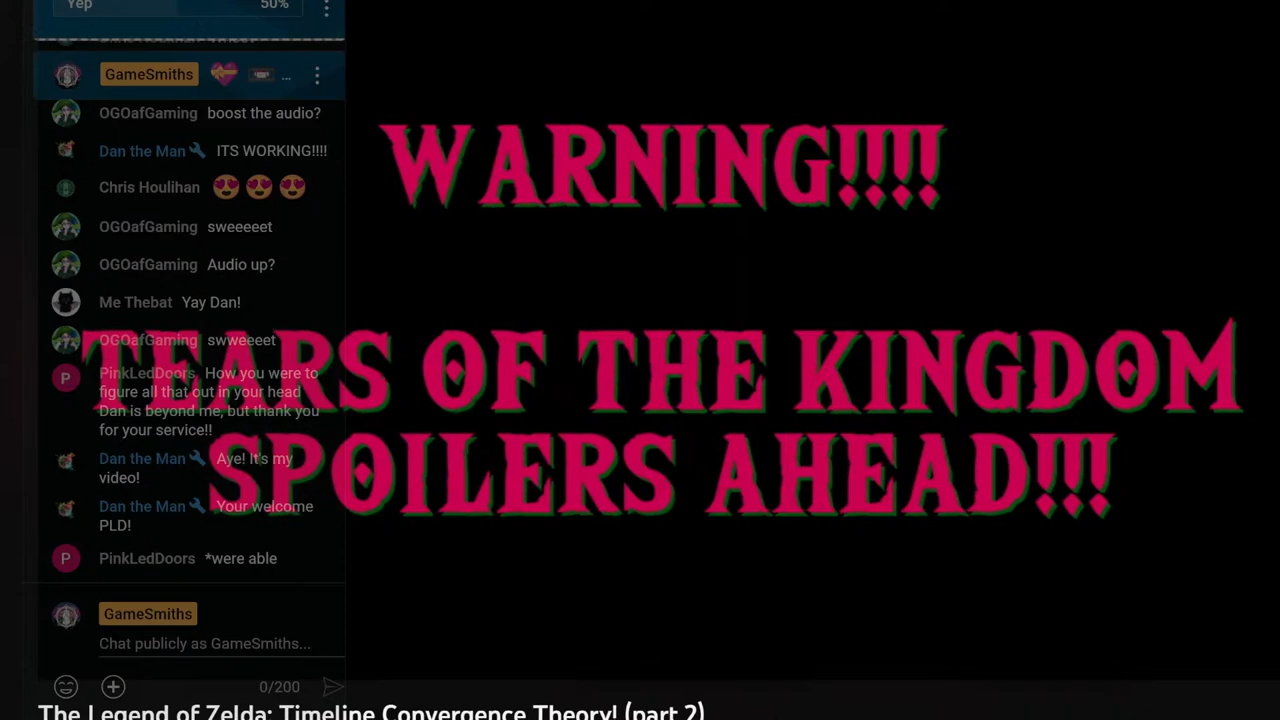 Yep 50%
GameSmiths 💝 ...
OGOafGaming boost the audio?
Dan the Man ITS WORKING!!!!
Chris Houlihan 😍 😍 😍
OGOafGaming sweeeeet
OGOafGaming Audio up?
Me Thebat Yay Dan!
OGOafGaming swweeeet
PinkLedDoors How you were to
figure all that out in your head
Dan is beyond me, but thank you
for your service!!
Dan the Man Aye! It's my
video!
Dan the Man Your welcome
PLD!
P PinkLedDoors *were able
GameSmiths
Chat publicly as GameSmiths...
0/200
WARNING!!!!
TEARS OF THE KINGDOM
SPOILERS AHEAD!!!
The Legend of Zelda: Timeline Convergence Theory! (part 2)